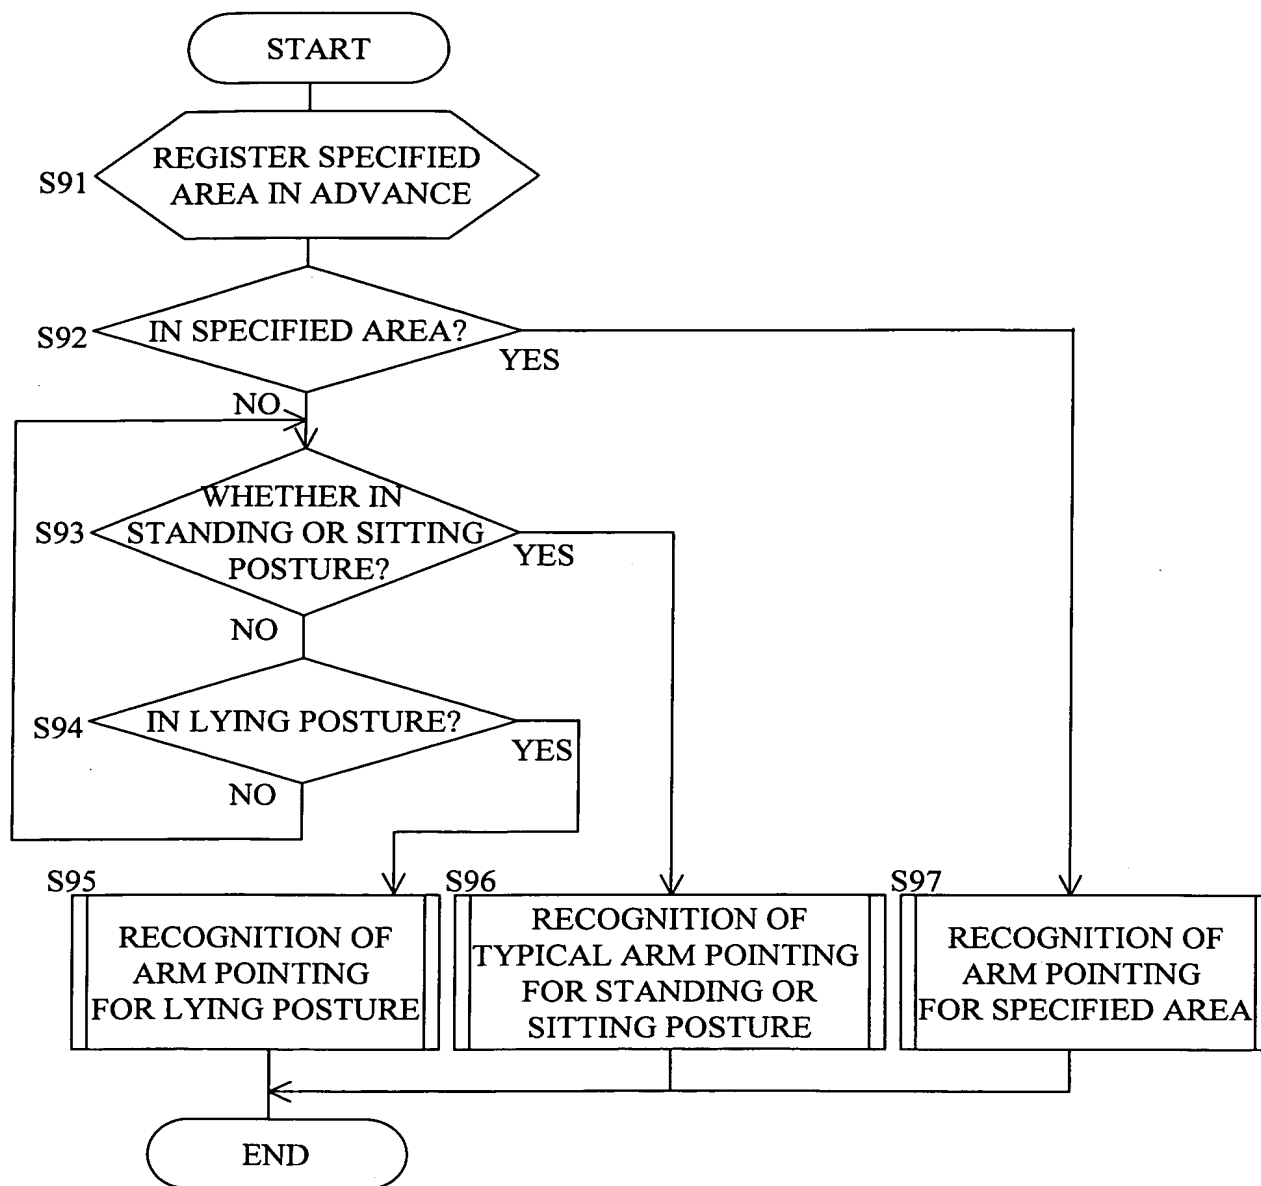 START
S91
REGISTER SPECIFIED
AREA IN ADVANCE
S92
IN SPECIFIED AREA?
YES
NO
S93
WHETHER IN
STANDING OR SITTING
POSTURE?
YES
NO
S94
IN LYING POSTURE?
YES
NO
S95
RECOGNITION OF
ARM POINTING
FOR LYING POSTURE
S96
RECOGNITION OF
TYPICAL ARM POINTING
FOR STANDING OR
SITTING POSTURE
S97
RECOGNITION OF
ARM POINTING
FOR SPECIFIED AREA
END